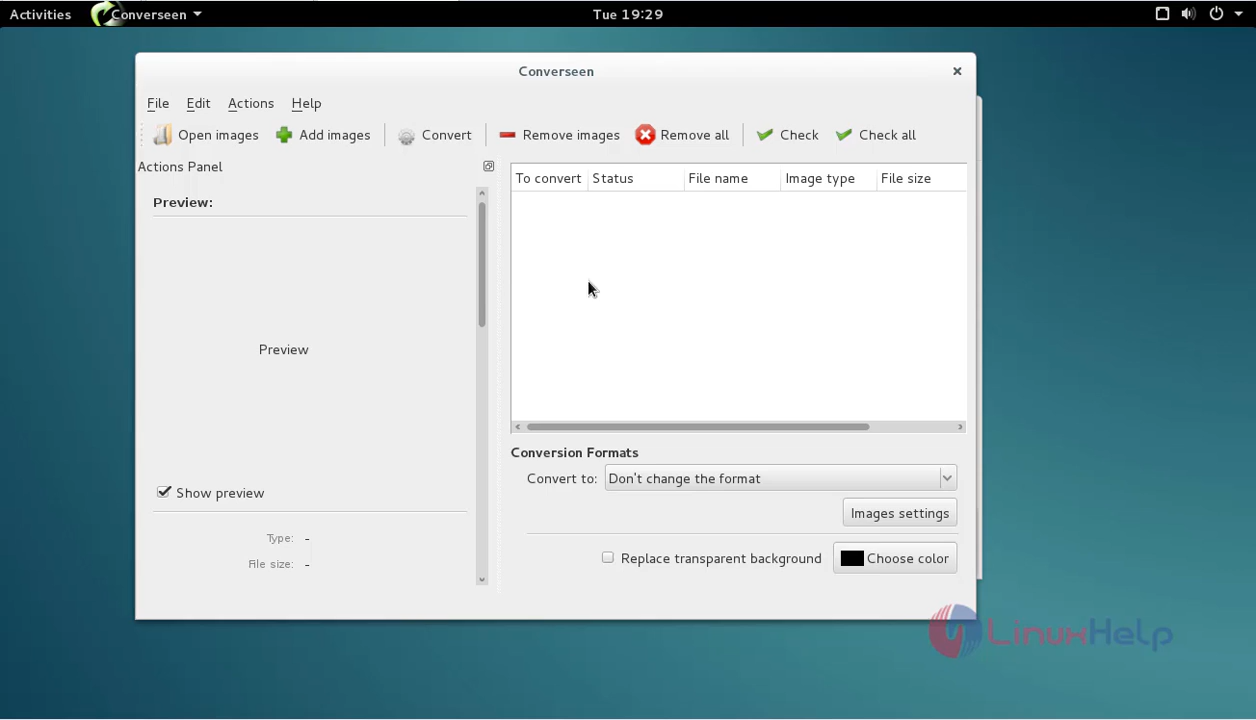 Activities Converseen Tue 19:29
Converseen
File Edit Actions Help
Open images Add images Convert Remove images Remove all Check Check all
Actions Panel
To convert Status File name Image type File size
Preview:
Preview
Show preview
Type: -
File size: -
Conversion Formats
Convert to: Don't change the format
Images settings
Replace transparent background Choose color
LinuxHelp